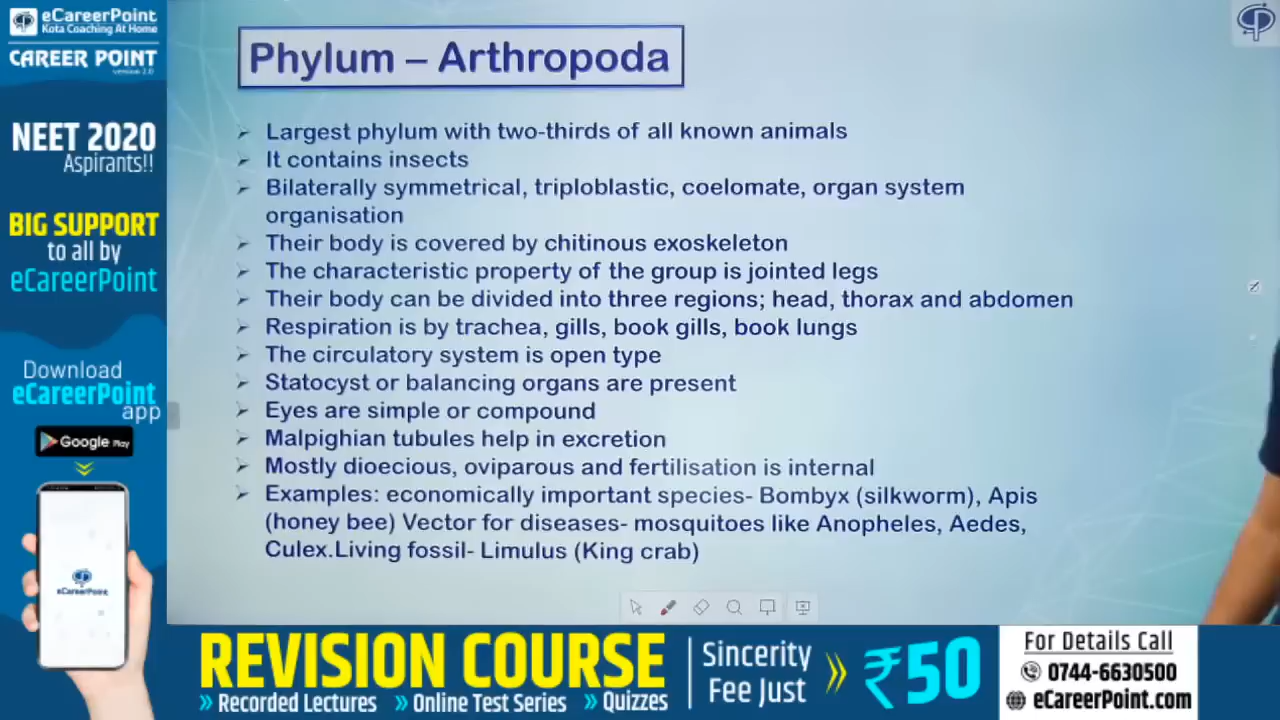 eCareerPoint
Kota Coaching At Home
CAREER POINT
version 2.0
NEET 2020
Aspirants!!
BIG SUPPORT
to all by
eCareerPoint
Download
eCareerPoint
app
Google Play
eCareerPoint
Phylum – Arthropoda
➢ Largest phylum with two-thirds of all known animals
➢ It contains insects
➢ Bilaterally symmetrical, triploblastic, coelomate, organ system
organisation
➢ Their body is covered by chitinous exoskeleton
➢ The characteristic property of the group is jointed legs
➢ Their body can be divided into three regions; head, thorax and abdomen
➢ Respiration is by trachea, gills, book gills, book lungs
➢ The circulatory system is open type
➢ Statocyst or balancing organs are present
➢ Eyes are simple or compound
➢ Malpighian tubules help in excretion
➢ Mostly dioecious, oviparous and fertilisation is internal
➢ Examples: economically important species- Bombyx (silkworm), Apis
(honey bee) Vector for diseases- mosquitoes like Anopheles, Aedes,
Culex.Living fossil- Limulus (King crab)
REVISION COURSE
» Recorded Lectures » Online Test Series » Quizzes
Sincerity
Fee Just
» ₹50
For Details Call
0744-6630500
eCareerPoint.com